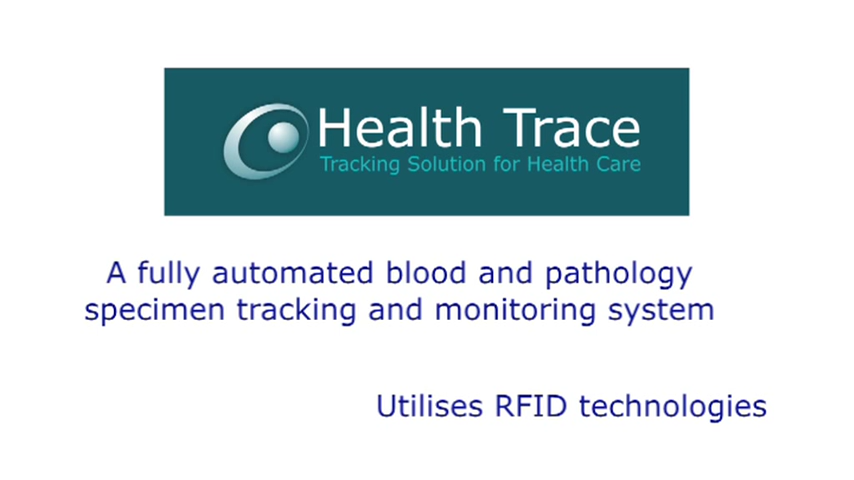 Health Trace
Tracking Solution for Health Care
A fully automated blood and pathology
specimen tracking and monitoring system
Utilises RFID technologies